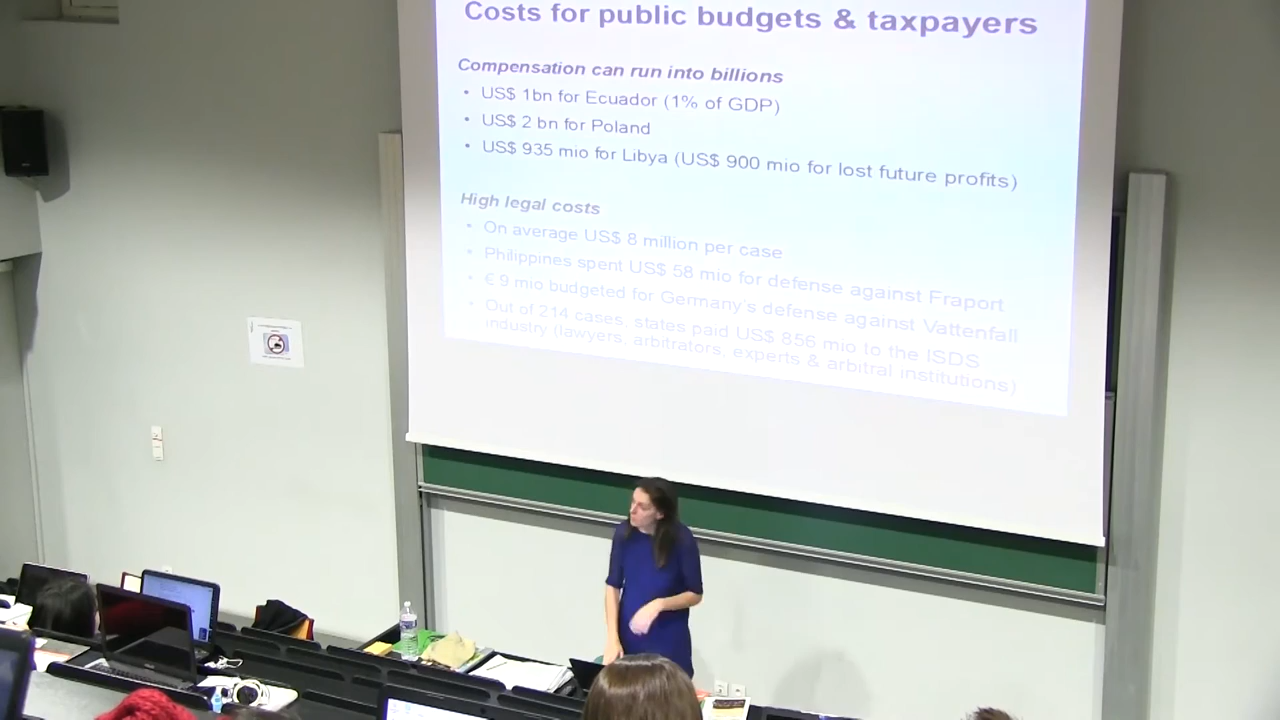 Costs for public budgets & taxpayers
Compensation can run into billions
• US$ 1bn for Ecuador (1% of GDP)
• US$ 2 bn for Poland
• US$ 935 mio for Libya (US$ 900 mio for lost future profits)
High legal costs
• On average US$ 8 million per case
• Philippines spent US$ 58 mio for defense against Fraport
• € 9 mio budgeted for Germany's defense against Vattenfall
• Out of 214 cases, states paid US$ 856 mio to the ISDS
industry (lawyers, arbitrators, experts & arbitral institutions)